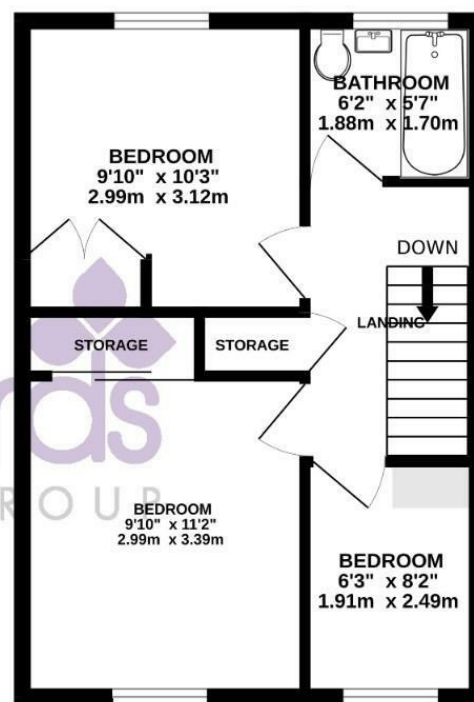 BATHROOM
6'2" x 5'7"
1.88m x 1.70m
BEDROOM
9'10" x 10'3"
2.99m x 3.12m
DOWN
LANDING
STORAGE
STORAGE
ds
ROUP
BEDROOM
9'10" x 11'2"
2.99m x 3.39m
BEDROOM
6'3" x 8'2"
1.91m x 2.49m